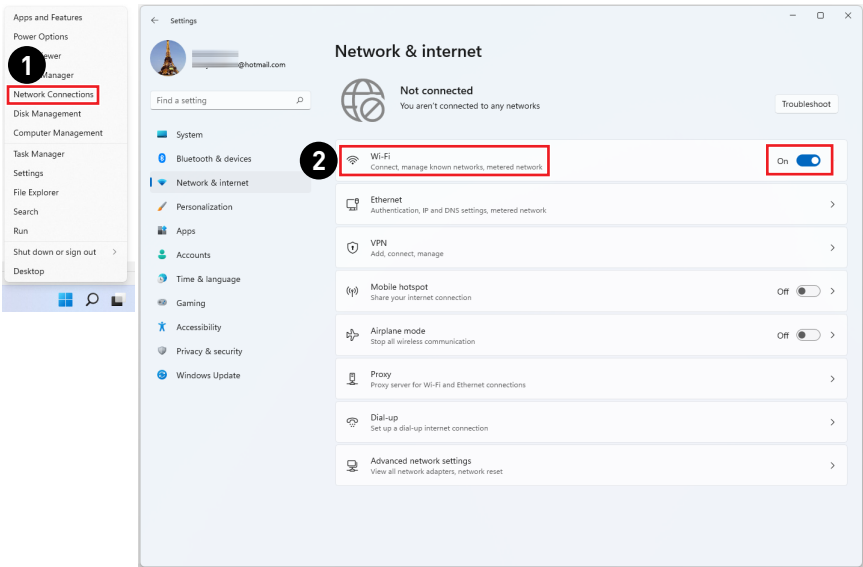 Apps and Features
Power Options
ewer
1
Manager
Network Connections
Disk Management
Computer Management
Task Manager
Settings
File Explorer
Search
Run
Shut down or sign out
Desktop
Settings
@hotmail.com
Find a setting
System
Bluetooth & devices
Network & internet
Personalization
Apps
Accounts
Time & language
Gaming
Accessibility
Privacy & security
Windows Update
Network & internet
Not connected
You aren't connected to any networks
Troubleshoot
2
Wi-Fi
Connect, manage known networks, metered network
On
Ethernet
Authentication, IP and DNS settings, metered network
VPN
Add, connect, manage
Mobile hotspot
Share your internet connection
Off
Airplane mode
Stop all wireless communication
Off
Proxy
Proxy server for Wi-Fi and Ethernet connections
Dial-up
Set up a dial-up internet connection
Advanced network settings
View all network adapters, network reset